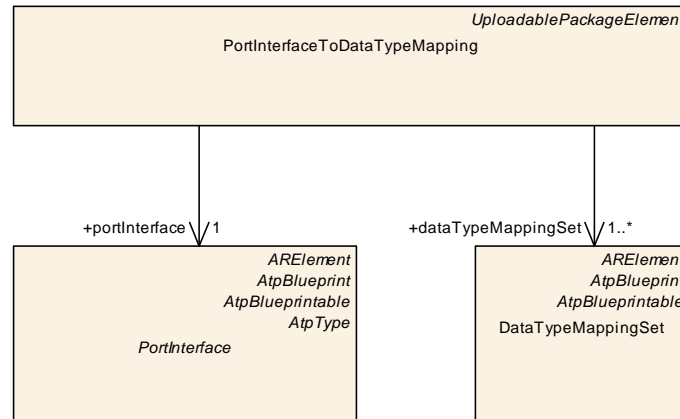 UploadablePackageElemen
PortInterfaceToDataTypeMapping
+portInterface 1
+dataTypeMappingSet 1..*
ARElement
AtpBlueprint
AtpBlueprintable
AtpType
PortInterface
ARElemen
AtpBlueprin
AtpBlueprintable
DataTypeMappingSet